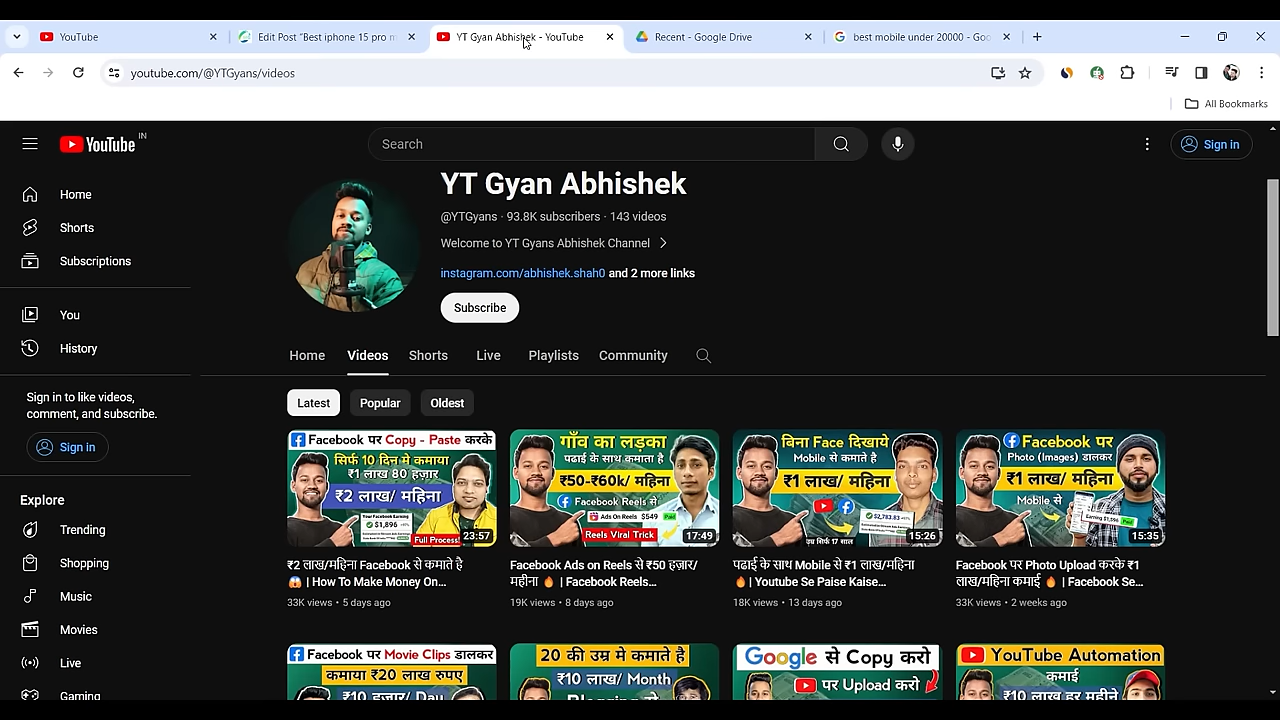 YouTube
Edit Post "Best iphone 15 pro m
YT Gyan Abhishek - YouTube
Recent - Google Drive
best mobile under 20000 - Goo
youtube.com/@YTGyans/videos
All Bookmarks
YouTube IN
Search
Sign in
Home
Shorts
Subscriptions
You
History
Sign in to like videos,
comment, and subscribe.
Sign in
Explore
Trending
Shopping
Music
Movies
Live
Gaming
YT Gyan Abhishek
@YTGyans · 93.8K subscribers · 143 videos
Welcome to YT Gyans Abhishek Channel
instagram.com/abhishek.shah0 and 2 more links
Subscribe
Home Videos Shorts Live Playlists Community
Latest Popular Oldest
Facebook पर Copy - Paste करके
सिर्फ 10 दिन मे कमाया
₹1 लाख 80 हज़ार
₹2 लाख/ महिना
Your Facebook Earning
$1,896
Full Process!
23:57
₹2 लाख/महिना Facebook से कमाते है
😱 | How To Make Money On...
33K views • 5 days ago
गाँव का लड़का
पढाई के साथ कमाता है
₹50-₹60k/ महिना
Facebook Reels से
Ads On Reels $549 Paid
Reels Viral Trick
17:49
Facebook Ads on Reels से ₹50 हज़ार/
महीना 🔥 | Facebook Reels...
19K views • 8 days ago
बिना Face दिखाये
Mobile से कमाते है
₹1 लाख/ महिना
$2,783.83
उम्र सिर्फ 17 साल
15:26
पढाई के साथ Mobile से ₹1 लाख/महिना
🔥 | Youtube Se Paise Kaise...
18K views • 13 days ago
Facebook पर
Photo (Images) डालकर
₹1 लाख/ महिना
Mobile से
Earning $1,596 Paid
15:35
Facebook पर Photo Upload करके ₹1
लाख/महिना कमाई 🔥 | Facebook Se...
33K views • 2 weeks ago
Facebook पर Movie Clips डालकर
कमाया ₹20 लाख रुपए
₹10 हज़ार/ Day
20 की उम्र मे कमाते है
₹10 लाख/ Month
Google से Copy करो
पर Upload करो
YouTube Automation
कमाई
₹10 लाख हर महीने